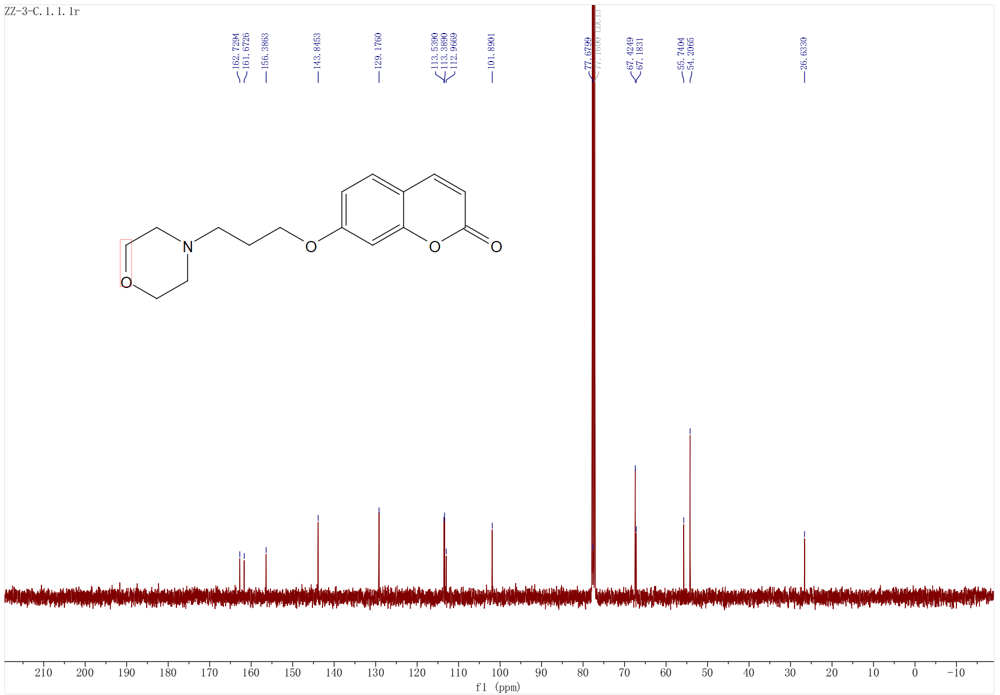 ZZ-3-C.1.1.1r
162.7294
161.6726
156.3863
143.8453
129.1760
113.5390
113.3890
112.9669
101.8901
77.6799
77.1600 CDCl3
67.4249
67.1831
55.7404
54.2065
26.6330
N
O
O
O
O
210 200 190 180 170 160 150 140 130 120 110 100 90 80 70 60 50 40 30 20 10 0 -10
f1 (ppm)